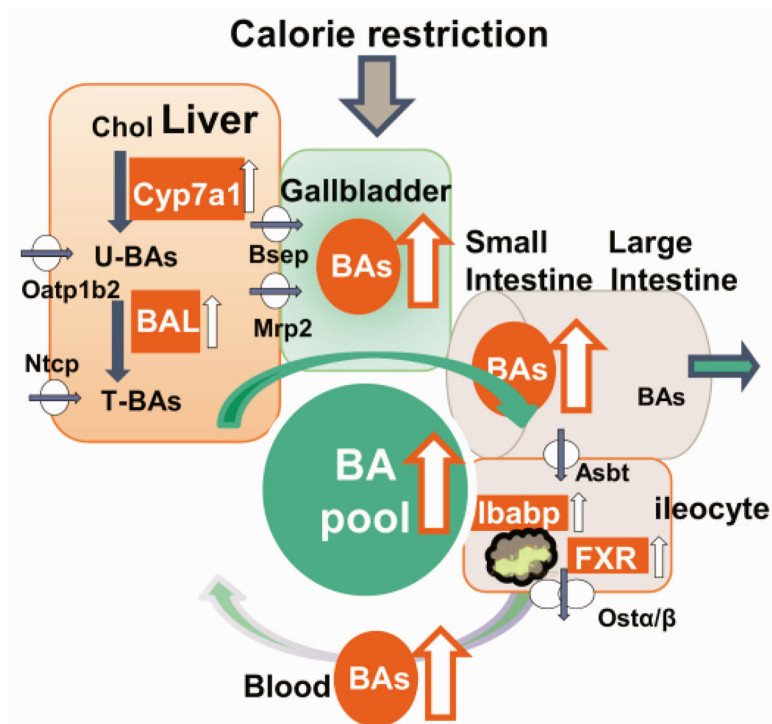 Calorie restriction
Chol Liver
Cyp7a1
U-BAs
Oatp1b2
BAL
Ntcp
T-BAs
Gallbladder
Bsep
BAs
Mrp2
Small
Intestine
Large
Intestine
BAs
BAs
Asbt
BA
pool
Ibabp
ileocyte
FXR
Ostα/β
Blood
BAs